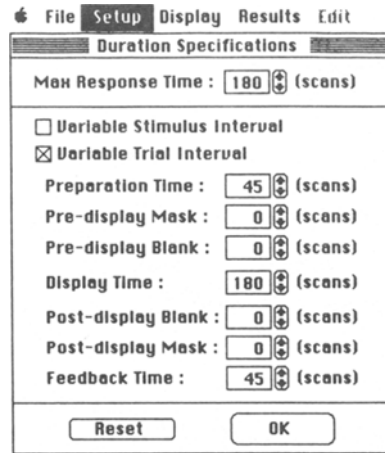 File Setup Display Results Edit
Duration Specifications
Max Response Time : 180 (scans)
Variable Stimulus Interval
Variable Trial Interval
Preparation Time : 45 (scans)
Pre-display Mask : 0 (scans)
Pre-display Blank : 0 (scans)
Display Time : 180 (scans)
Post-display Blank : 0 (scans)
Post-display Mask : 0 (scans)
Feedback Time : 45 (scans)
Reset OK